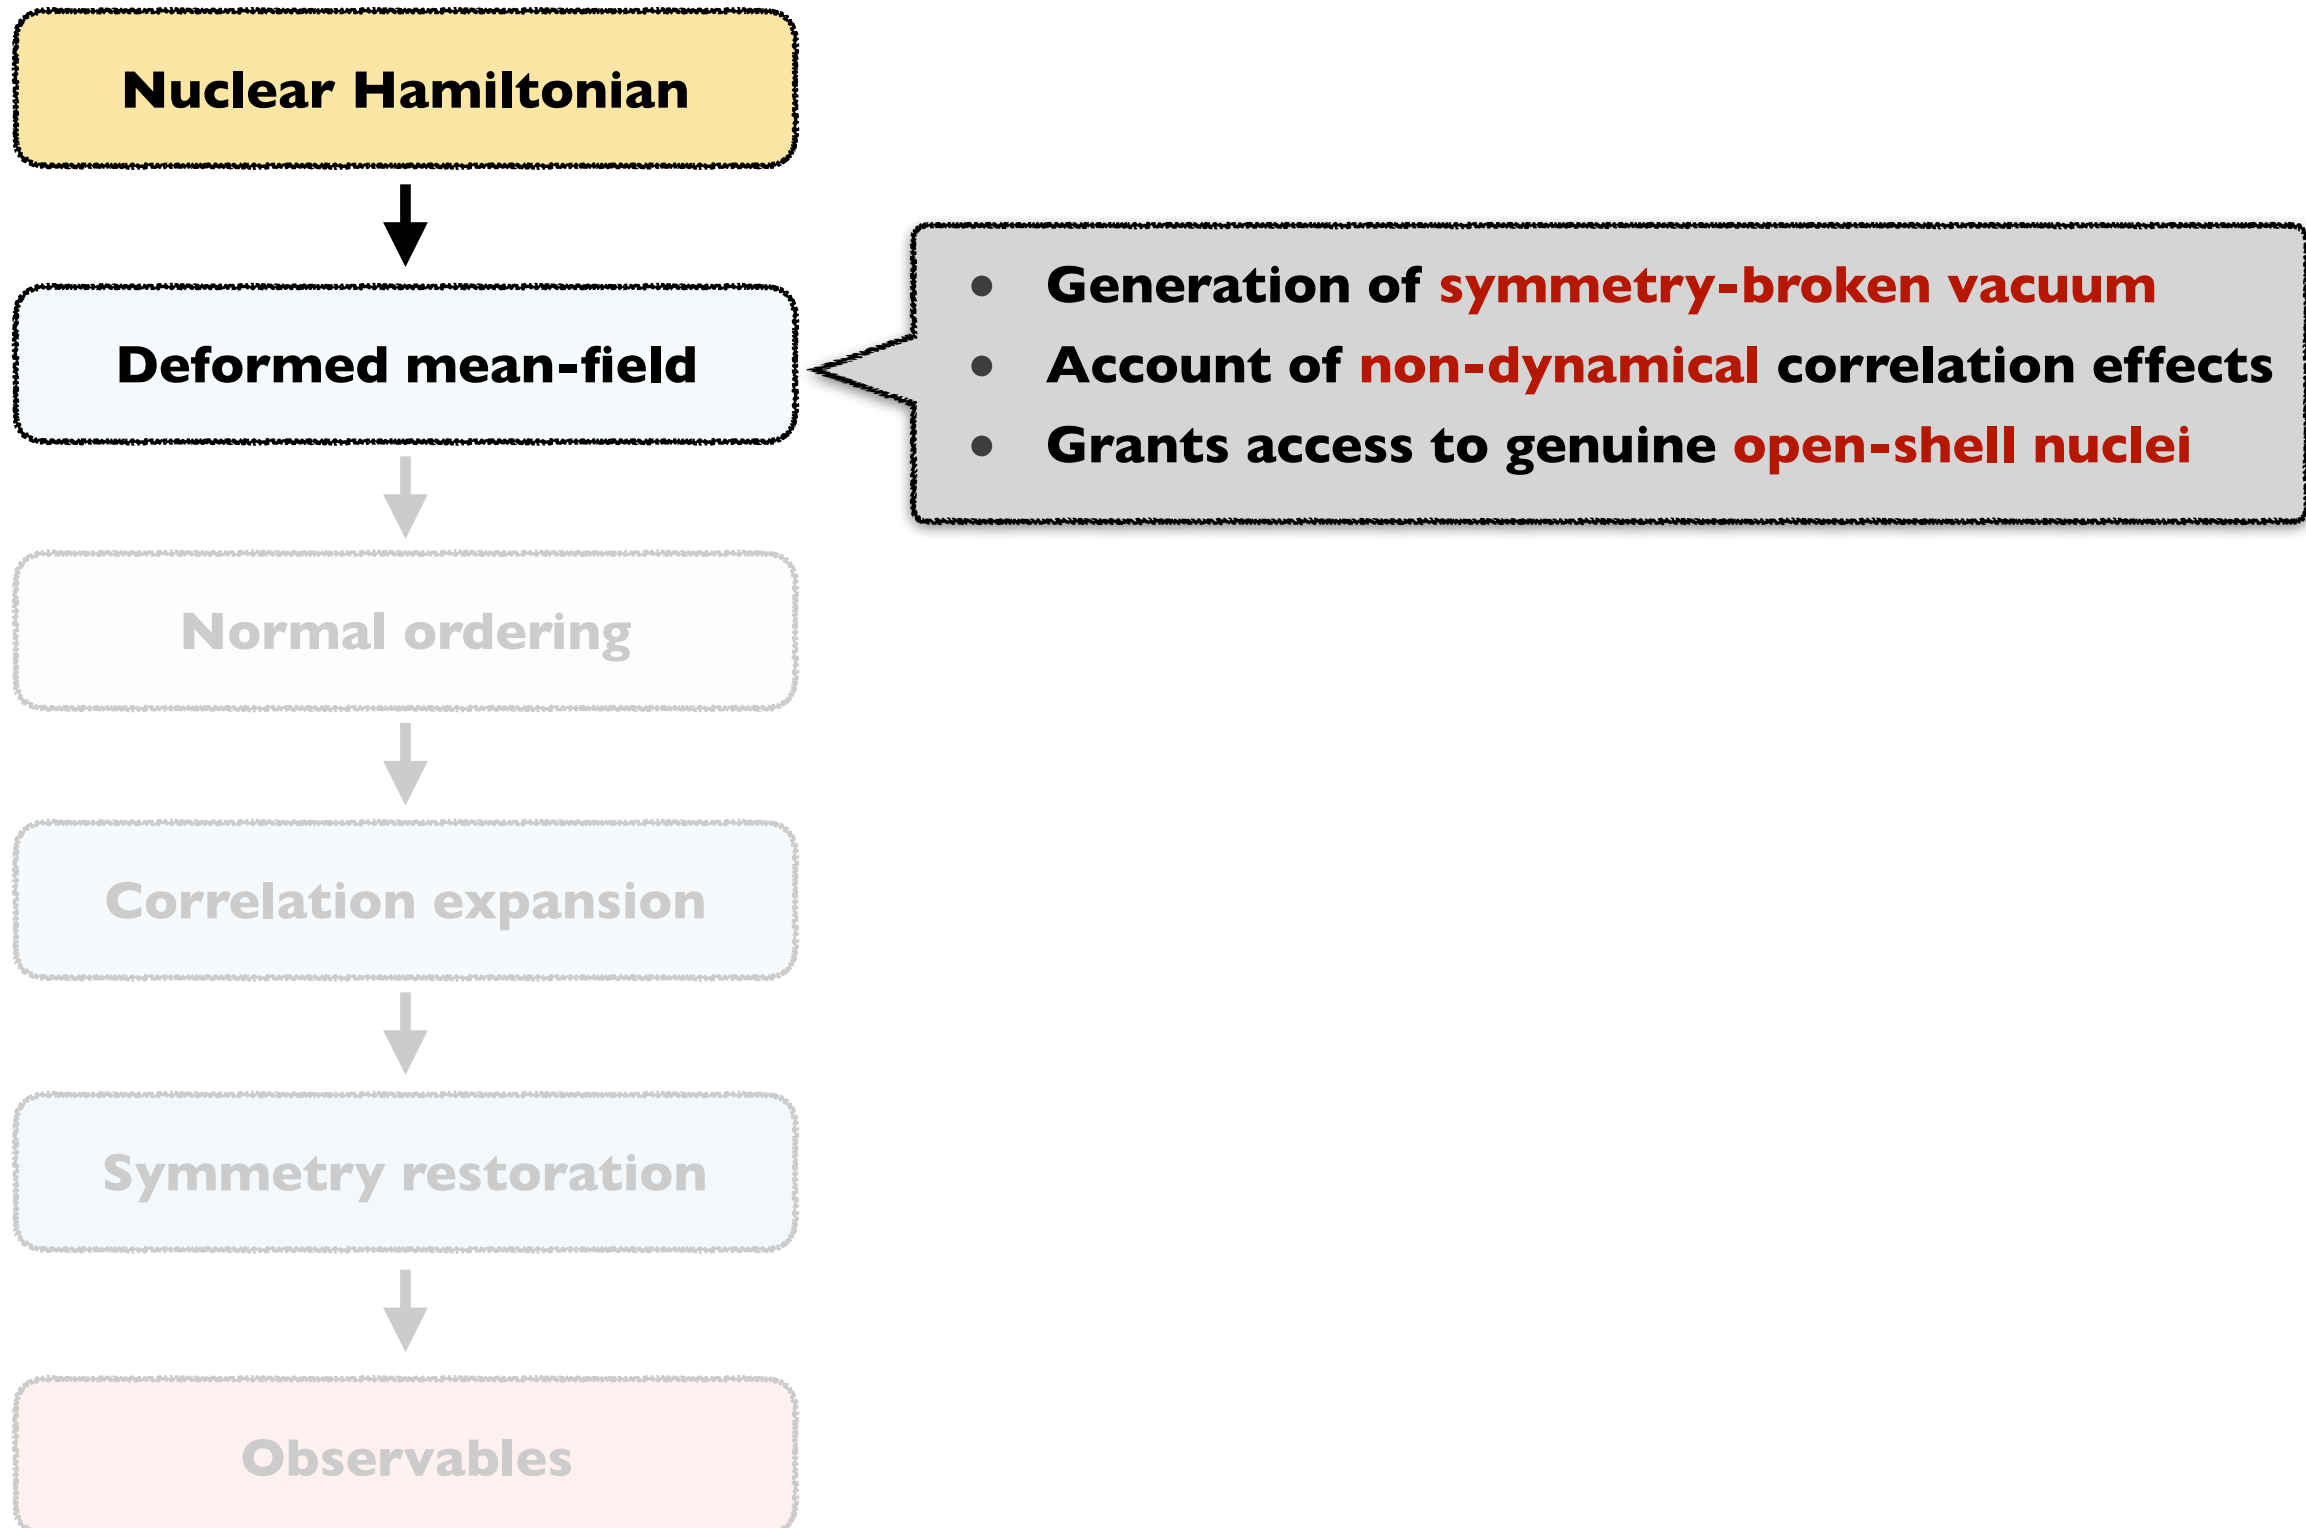 Nuclear Hamiltonian
Deformed mean-field
• Generation of symmetry-broken vacuum
• Account of non-dynamical correlation effects
• Grants access to genuine open-shell nuclei
Normal ordering
Correlation expansion
Symmetry restoration
Observables